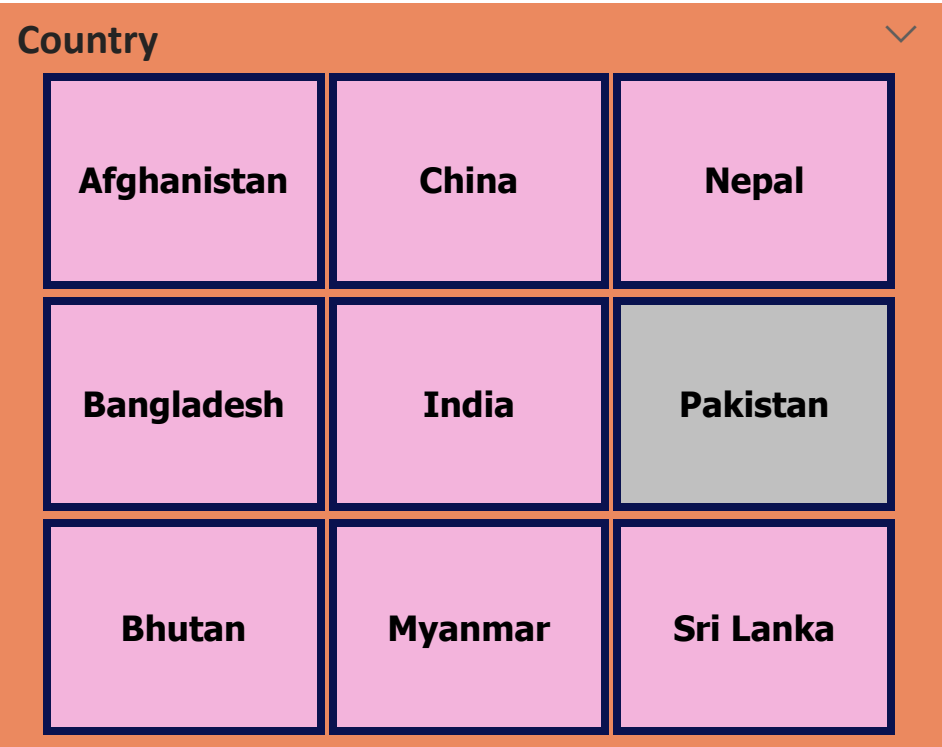 Country
Afghanistan
China
Nepal
Bangladesh
India
Pakistan
Bhutan
Myanmar
Sri Lanka